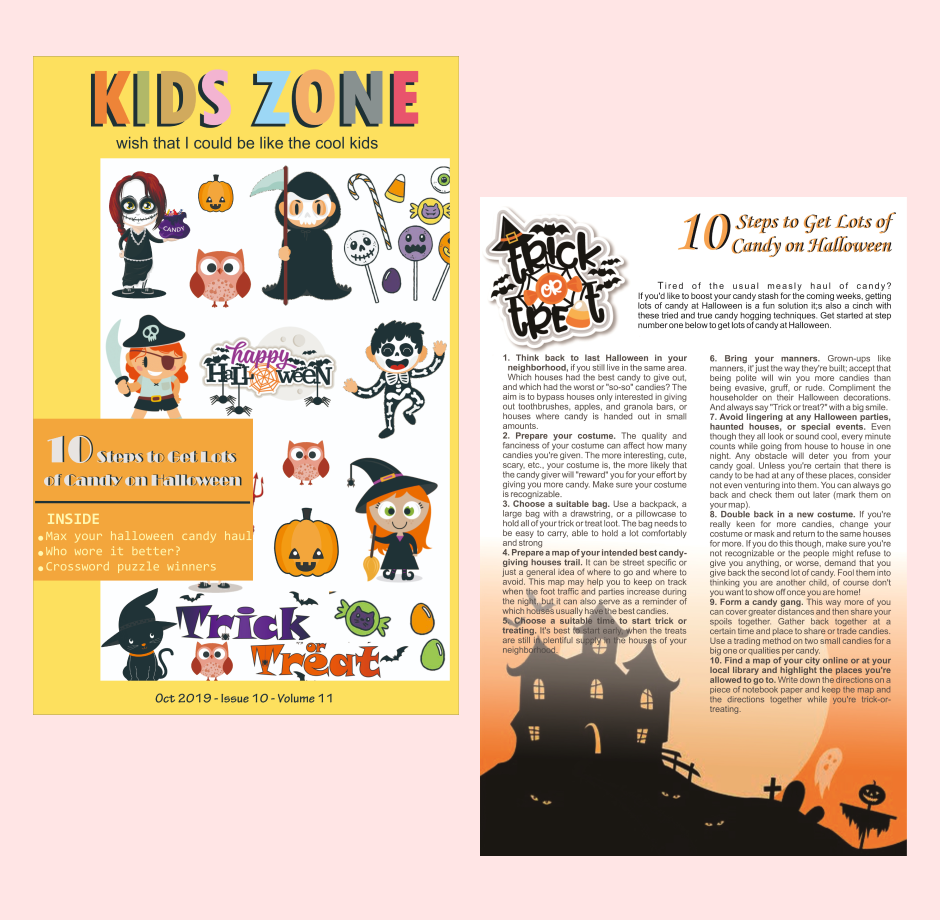 KIDS ZONE
wish that I could be like the cool kids
CANDY
happy
HalloWeeN
10 Steps to Get Lots
of Candy on Halloween
INSIDE
Max your halloween candy haul
Who wore it better?
Crossword puzzle winners
Trick
or
Treat
Oct 2019 - Issue 10 - Volume 11
TRICK
OR
TREAT
10 Steps to Get Lots of
Candy on Halloween
Tired of the usual measly haul of candy?
If you'd like to boost your candy stash for the coming weeks, getting
lots of candy at Halloween is a fun solution it's also a cinch with
these tried and true candy hogging techniques. Get started at step
number one below to get lots of candy at Halloween.
1. Think back to last Halloween in your
neighborhood, if you still live in the same area.
Which houses had the best candy to give out,
and which had the worst or "so-so" candies? The
aim is to bypass houses only interested in giving
out toothbrushes, apples, and granola bars, or
houses where candy is handed out in small
amounts.
2. Prepare your costume. The quality and
fanciness of your costume can affect how many
candies you're given. The more interesting, cute,
scary, etc., your costume is, the more likely that
the candy giver will "reward" you for your effort by
giving you more candy. Make sure your costume
is recognizable.
3. Choose a suitable bag. Use a backpack, a
large bag with a drawstring, or a pillowcase to
hold all of your trick or treat loot. The bag needs to
be easy to carry, able to hold a lot comfortably
and strong
4. Prepare a map of your intended best candy-
giving houses trail. It can be street specific or
just a general idea of where to go and where to
avoid. This map may help you to keep on track
when the foot traffic and parties increase during
the night, but it can also serve as a reminder of
which houses usually have the best candies.
5. Choose a suitable time to start trick or
treating. It's best to start early, when the treats
are still in plentiful supply in the houses of your
neighborhood.
6. Bring your manners. Grown-ups like
manners, it' just the way they're built; accept that
being polite will win you more candies than
being evasive, gruff, or rude. Compliment the
householder on their Halloween decorations.
And always say "Trick or treat?" with a big smile.
7. Avoid lingering at any Halloween parties,
haunted houses, or special events. Even
though they all look or sound cool, every minute
counts while going from house to house in one
night. Any obstacle will deter you from your
candy goal. Unless you're certain that there is
candy to be had at any of these places, consider
not even venturing into them. You can always go
back and check them out later (mark them on
your map).
8. Double back in a new costume. If you're
really keen for more candies, change your
costume or mask and return to the same houses
for more. If you do this though, make sure you're
not recognizable or the people might refuse to
give you anything, or worse, demand that you
give back the second lot of candy. Fool them into
thinking you are another child, of course don't
you want to show off once you are home!
9. Form a candy gang. This way more of you
can cover greater distances and then share your
spoils together. Gather back together at a
certain time and place to share or trade candies.
Use a trading method on two small candies for a
big one or qualities per candy.
10. Find a map of your city online or at your
local library and highlight the places you're
allowed to go to. Write down the directions on a
piece of notebook paper and keep the map and
the directions together while you're trick-or-
treating.